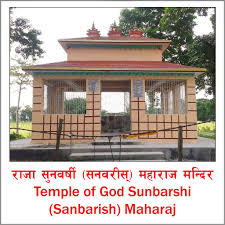 राजा सुनवर्षी (सनवरीस्) महाराज मन्दिर
Temple of God Sunbarshi
(Sanbarish) Maharaj